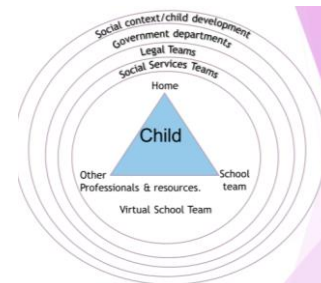 Social context/child development
Government departments
Legal Teams
Social Services Teams
Home
Child
Other School
Professionals & resources. team
Virtual School Team